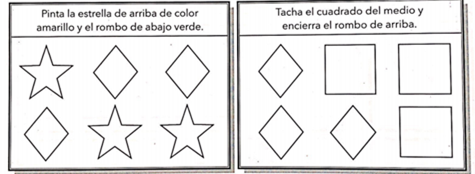 Pinta la estrella de arriba de color
amarillo y el rombo de abajo verde.
Tacha el cuadrado del medio y
encierra el rombo de arriba.